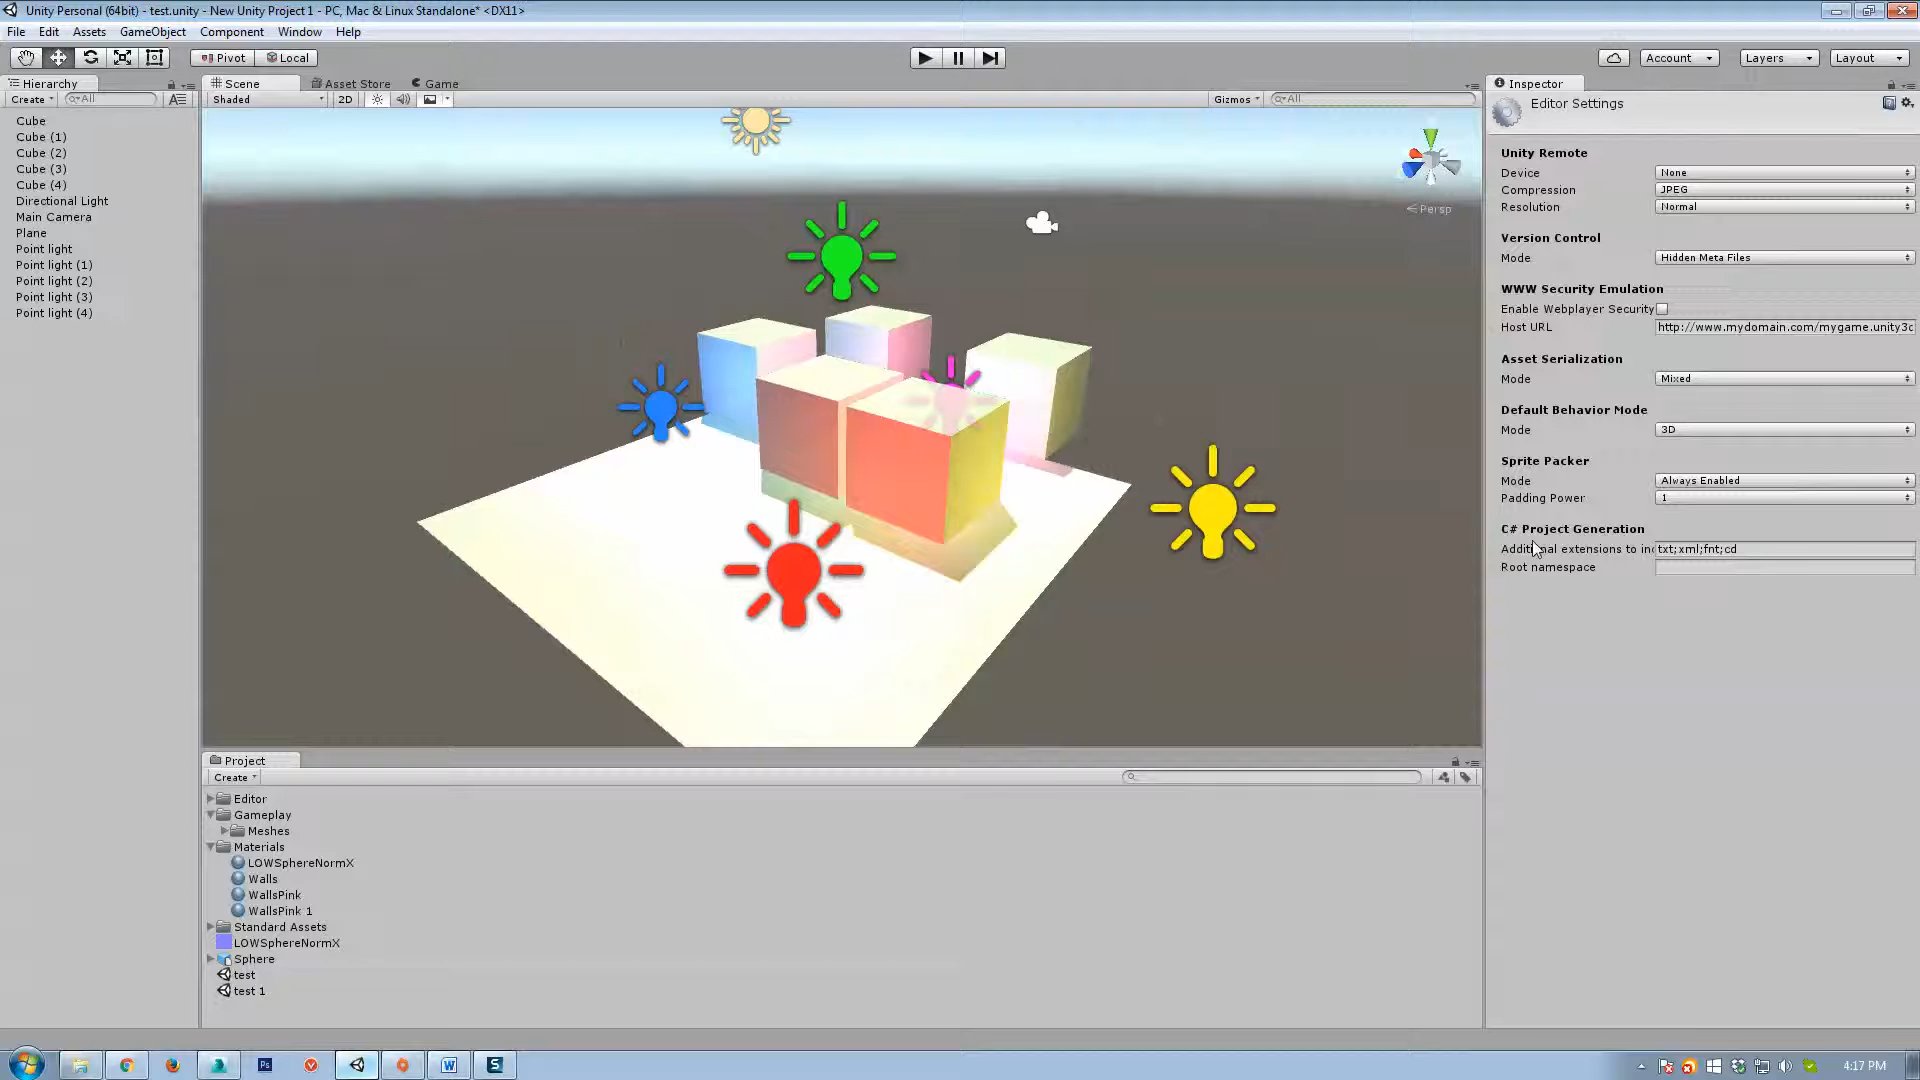 Unity Personal (64bit) - test.unity - New Unity Project 1 - PC, Mac & Linux Standalone* <DX11>
File Edit Assets GameObject Component Window Help
Pivot Local Account Layers Layout
Hierarchy
Create All
Cube
Cube (1)
Cube (2)
Cube (3)
Cube (4)
Directional Light
Main Camera
Plane
Point light
Point light (1)
Point light (2)
Point light (3)
Point light (4)
Scene Asset Store Game
Shaded 2D Gizmos All
Persp
Project
Create
Editor
Gameplay
Meshes
Materials
LOWSphereNormX
Walls
WallsPink
WallsPink 1
Standard Assets
LOWSphereNormX
Sphere
test
test 1
Inspector
Editor Settings
Unity Remote
Device None
Compression JPEG
Resolution Normal
Version Control
Mode Hidden Meta Files
WWW Security Emulation
Enable Webplayer Security
Host URL http://www.mydomain.com/mygame.unity3c
Asset Serialization
Mode Mixed
Default Behavior Mode
Mode 3D
Sprite Packer
Mode Always Enabled
Padding Power 1
C# Project Generation
Additional extensions to in txt;xml;fnt;cd
Root namespace
Ps W S
4:17 PM